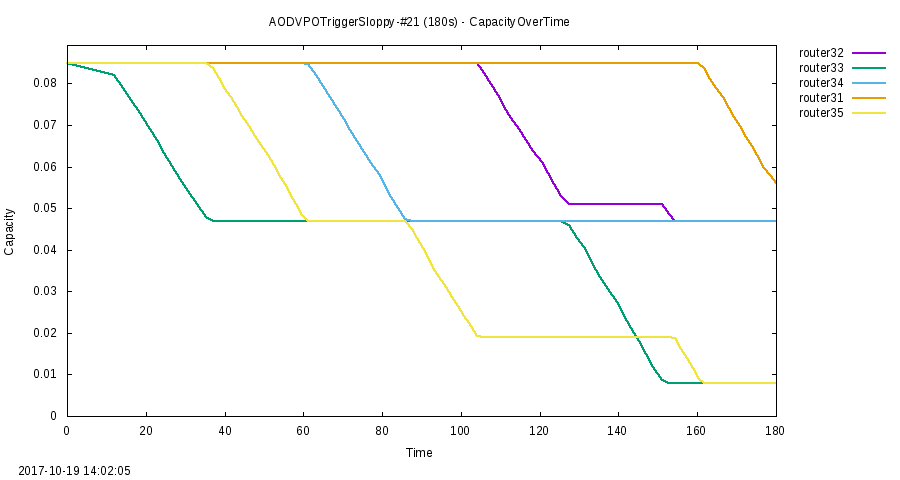 AODVPOTriggerSloppy-#21 (180s) - CapacityOverTime
router32
router33
router34
router31
router35
0.08
0.07
0.06
0.05
0.04
0.03
0.02
0.01
0
Capacity
0 20 40 60 80 100 120 140 160 180
Time
2017-10-19 14:02:05